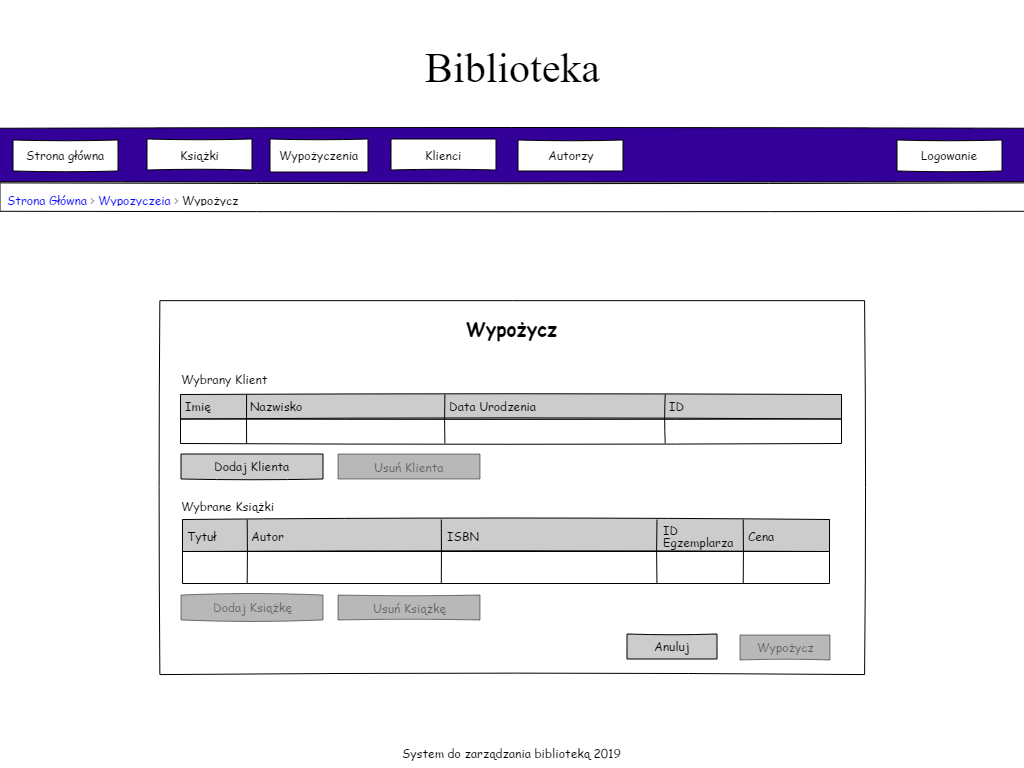 Biblioteka
Strona główna Książki Wypożyczenia Klienci Autorzy Logowanie
Strona Główna > Wypozyczeia > Wypożycz
Wypożycz
Wybrany Klient
Imię Nazwisko Data Urodzenia ID
Dodaj Klienta Usuń Klienta
Wybrane Książki
Tytuł Autor ISBN ID Egzemplarza Cena
Dodaj Książkę Usuń Książkę
Anuluj Wypożycz
System do zarządzania biblioteką 2019